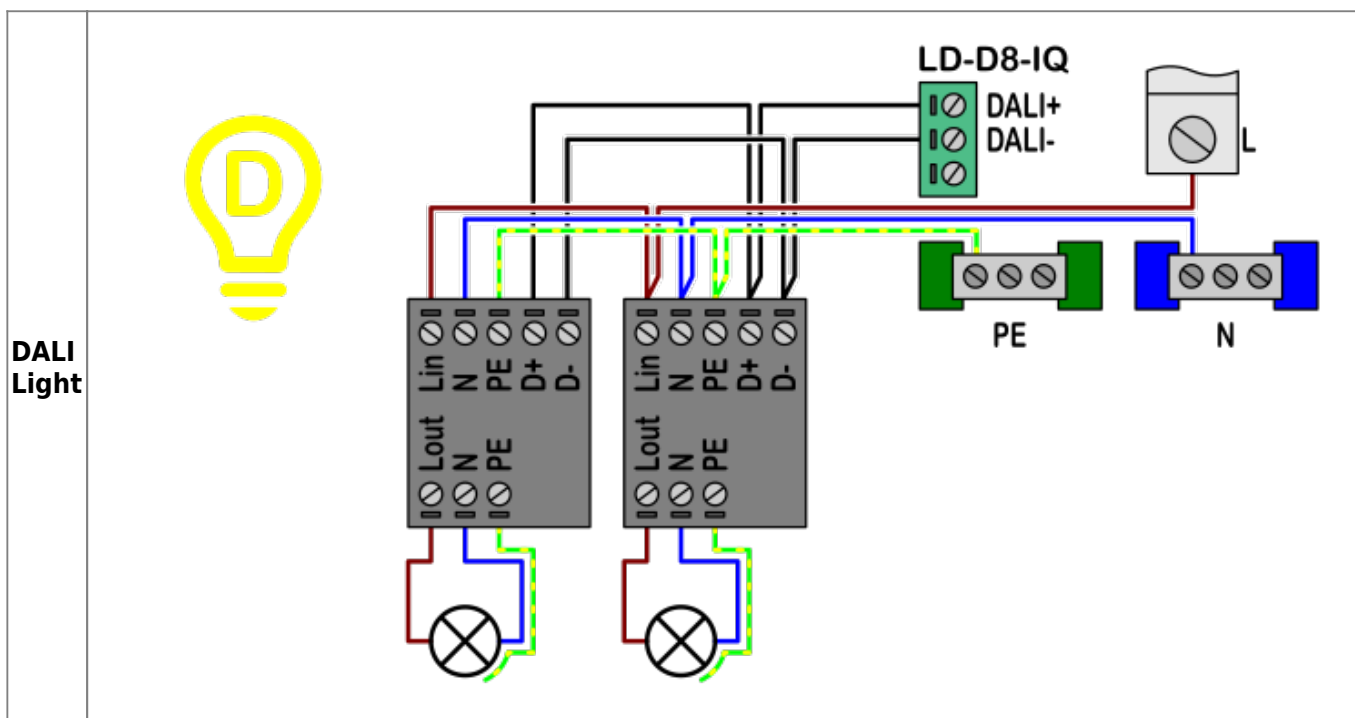 DALI
Light
D
LD-D8-IQ
DALI+
DALI-
L
PE
N
Lin
N
PE
D+
D-
Lout
N
PE
Lin
N
PE
D+
D-
Lout
N
PE